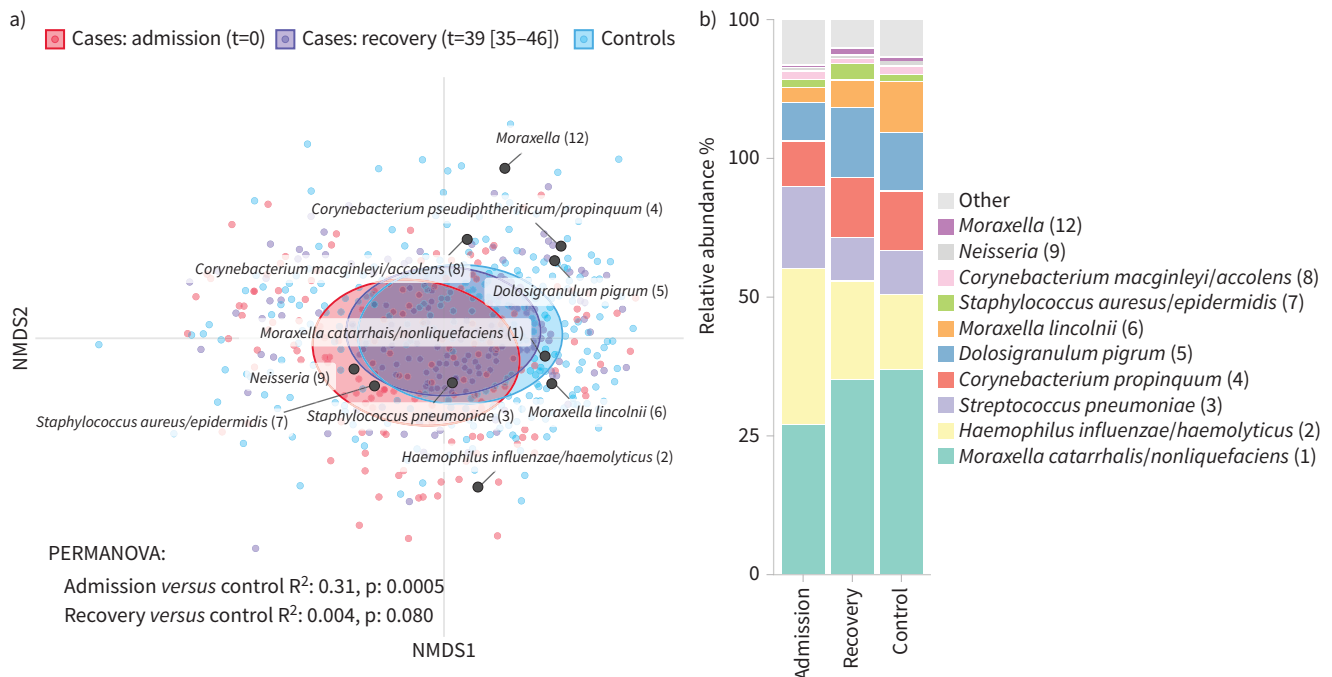 a)
Cases: admission (t=0) Cases: recovery (t=39 [35–46]) Controls
Moraxella (12)
Corynebacterium pseudiphtheriticum/propinquum (4)
Corynebacterium macginleyi/accolens (8)
Dolosigranulum pigrum (5)
Moraxella catarrhais/nonliquefaciens (1)
Neisseria (9)
Staphylococcus aureus/epidermidis (7)
Staphylococcus pneumoniae (3)
Moraxella lincolnii (6)
Haemophilus influenzae/haemolyticus (2)
NMDS2
NMDS1
PERMANOVA:
Admission versus control R²: 0.31, p: 0.0005
Recovery versus control R²: 0.004, p: 0.080
b)
Relative abundance %
100
100
50
25
0
Admission
Recovery
Control
Other
Moraxella (12)
Neisseria (9)
Corynebacterium macginleyi/accolens (8)
Staphylococcus auresus/epidermidis (7)
Moraxella lincolnii (6)
Dolosigranulum pigrum (5)
Corynebacterium propinquum (4)
Streptococcus pneumoniae (3)
Haemophilus influenzae/haemolyticus (2)
Moraxella catarrhalis/nonliquefaciens (1)